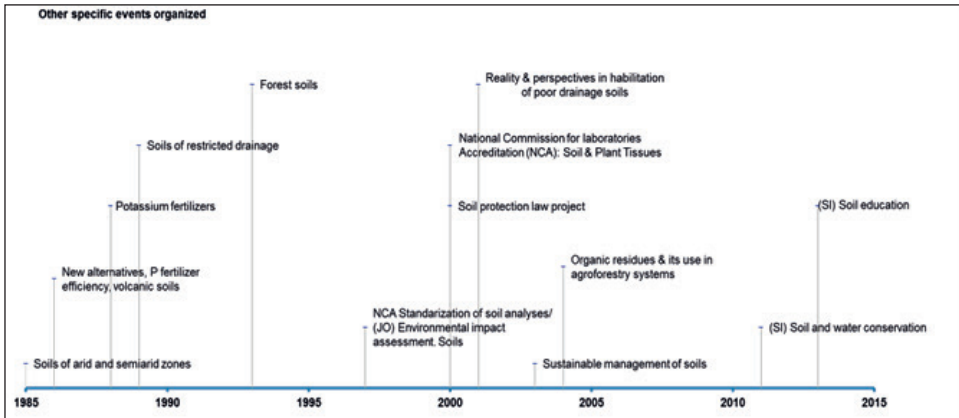 Other specific events organized
Forest soils
Reality & perspectives in habilitation
of poor drainage soils
Soils of restricted drainage
National Commission for laboratories
Accreditation (NCA): Soil & Plant Tissues
Potassium fertilizers
Soil protection law project
(SI) Soil education
New alternatives, P fertilizer
efficiency, volcanic soils
Organic residues & its use in
agroforestry systems
NCA Standarization of soil analyses/
(JO) Environmental impact
assessment. Soils
(SI) Soil and water conservation
Soils of arid and semiarid zones
Sustainable management of soils
1985 1990 1995 2000 2005 2010 2015